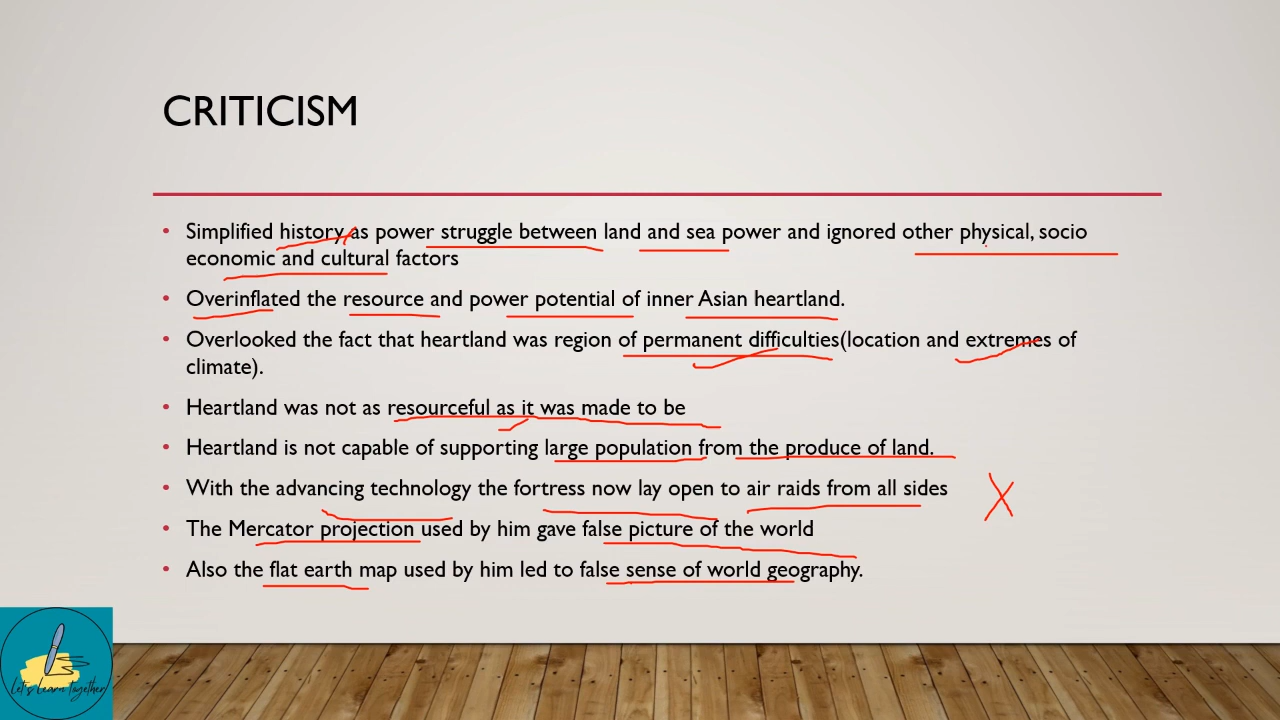 CRITICISM
• Simplified history as power struggle between land and sea power and ignored other physical, socio
economic and cultural factors
• Overinflated the resource and power potential of inner Asian heartland.
• Overlooked the fact that heartland was region of permanent difficulties(location and extremes of
climate).
• Heartland was not as resourceful as it was made to be
• Heartland is not capable of supporting large population from the produce of land.
• With the advancing technology the fortress now lay open to air raids from all sides
• The Mercator projection used by him gave false picture of the world
• Also the flat earth map used by him led to false sense of world geography.
Let's learn together